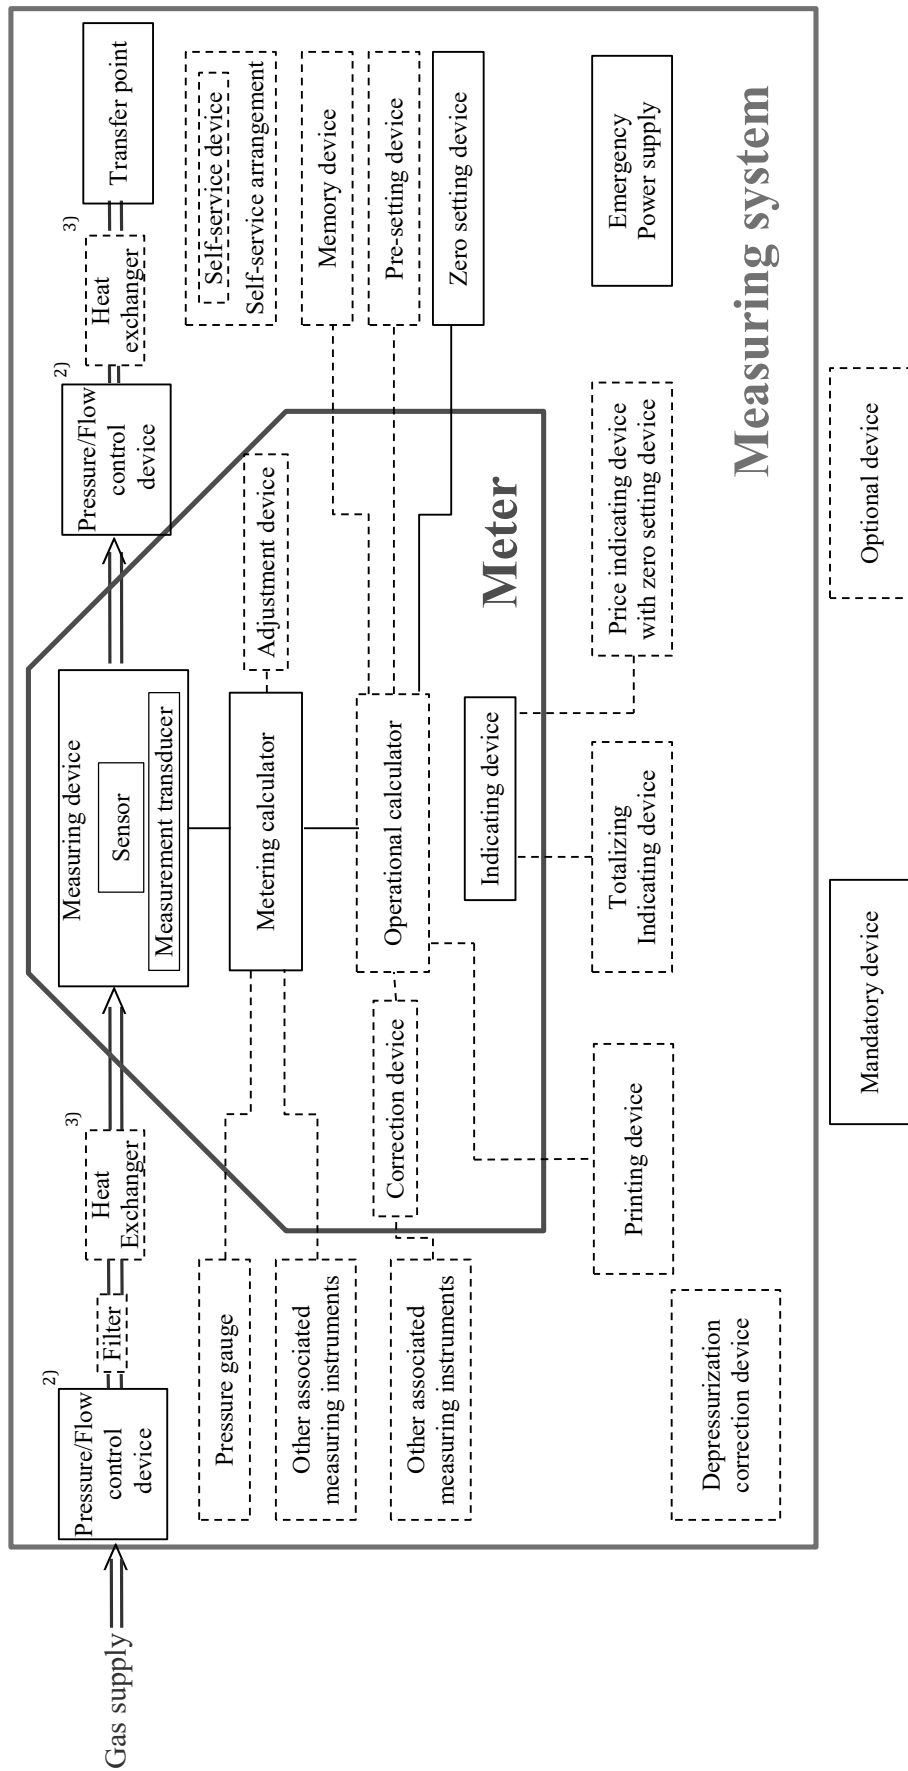 Gas supply
Pressure/Flow
control
device
2)
Filter
Heat
Exchanger
3)
Measuring device
Sensor
Measurement transducer
Pressure/Flow
control
device
2)
Heat
exchanger
3)
Transfer point
Pressure gauge
Metering calculator
Adjustment device
Self-service device
Self-service arrangement
Other associated
measuring instruments
Memory device
Other associated
measuring instruments
Correction device
Operational calculator
Pre-setting device
Zero setting device
Indicating device
Meter
Printing device
Totalizing
Indicating device
Price indicating device
with zero setting device
Emergency
Power supply
Depressurization
correction device
Measuring system
Mandatory device
Optional device